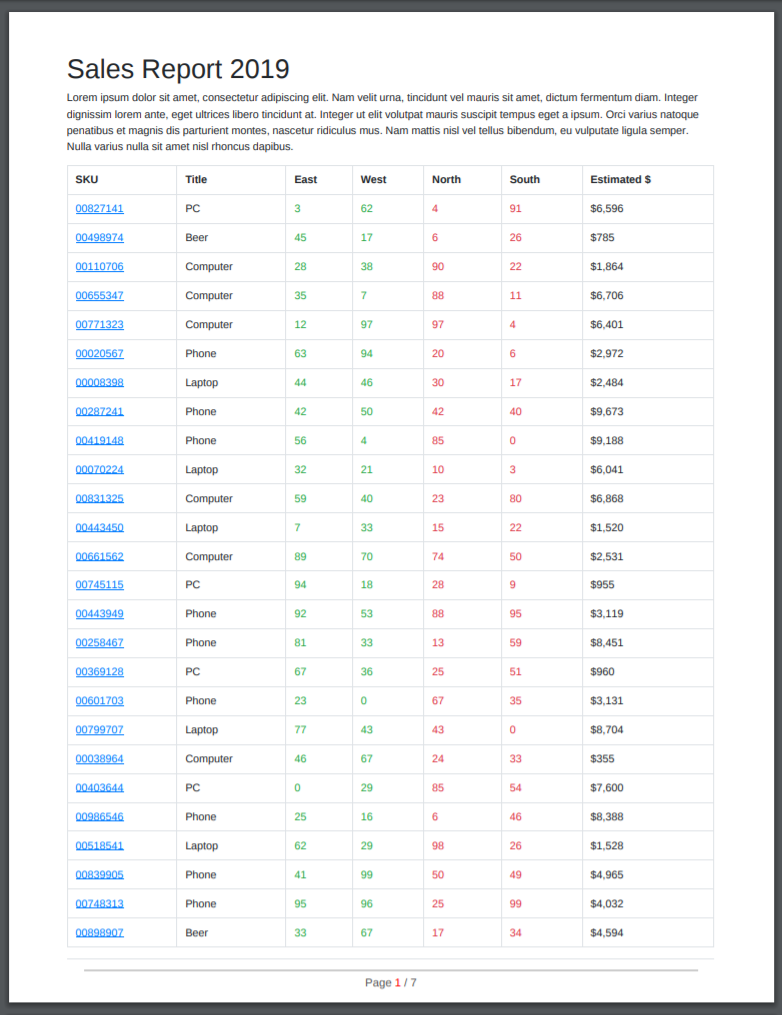 Sales Report 2019
Lorem ipsum dolor sit amet, consectetur adipiscing elit. Nam velit urna, tincidunt vel mauris sit amet, dictum fermentum diam. Integer
dignissim lorem ante, eget ultrices libero tincidunt at. Integer ut elit volutpat mauris suscipit tempus eget a ipsum. Orci varius natoque
penatibus et magnis dis parturient montes, nascetur ridiculus mus. Nam mattis nisl vel tellus bibendum, eu vulputate ligula semper.
Nulla varius nulla sit amet nisl rhoncus dapibus.
SKU Title East West North South Estimated $
00827141 PC 3 62 4 91 $6,596
00498974 Beer 45 17 6 26 $785
00110706 Computer 28 38 90 22 $1,864
00655347 Computer 35 7 88 11 $6,706
00771323 Computer 12 97 97 4 $6,401
00020567 Phone 63 94 20 6 $2,972
00008398 Laptop 44 46 30 17 $2,484
00287241 Phone 42 50 42 40 $9,673
00419148 Phone 56 4 85 0 $9,188
00070224 Laptop 32 21 10 3 $6,041
00831325 Computer 59 40 23 80 $6,868
00443450 Laptop 7 33 15 22 $1,520
00661562 Computer 89 70 74 50 $2,531
00745115 PC 94 18 28 9 $955
00443949 Phone 92 53 88 95 $3,119
00258467 Phone 81 33 13 59 $8,451
00369128 PC 67 36 25 51 $960
00601703 Phone 23 0 67 35 $3,131
00799707 Laptop 77 43 43 0 $8,704
00038964 Computer 46 67 24 33 $355
00403644 PC 0 29 85 54 $7,600
00986546 Phone 25 16 6 46 $8,388
00518541 Laptop 62 29 98 26 $1,528
00839905 Phone 41 99 50 49 $4,965
00748313 Phone 95 96 25 99 $4,032
00898907 Beer 33 67 17 34 $4,594
Page 1 / 7